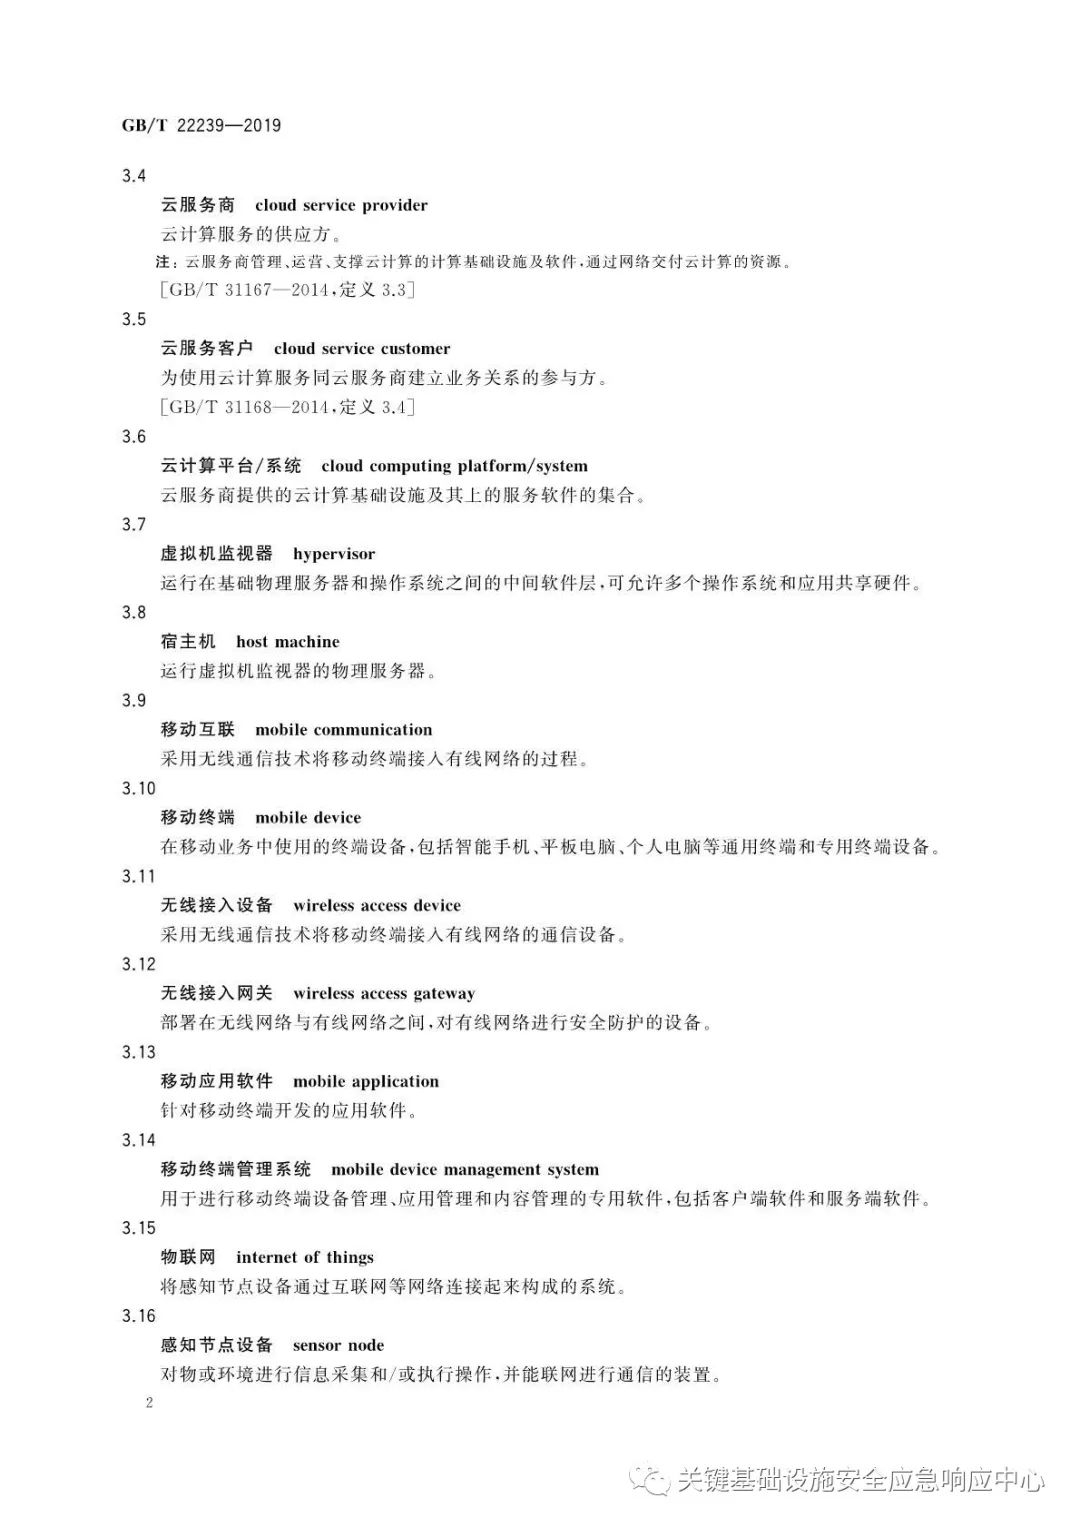 GB/T 22239—2019
3.4
云服务商 cloud service provider
云计算服务的供应方。
注：云服务商管理、运营、支撑云计算的计算基础设施及软件，通过网络交付云计算的资源。
[GB/T 31167—2014，定义 3.3]
3.5
云服务客户 cloud service customer
为使用云计算服务同云服务商建立业务关系的参与方。
[GB/T 31168—2014，定义 3.4]
3.6
云计算平台/系统 cloud computing platform/system
云服务商提供的云计算基础设施及其上的服务软件的集合。
3.7
虚拟机监视器 hypervisor
运行在基础物理服务器和操作系统之间的中间软件层，可允许多个操作系统和应用共享硬件。
3.8
宿主机 host machine
运行虚拟机监视器的物理服务器。
3.9
移动互联 mobile communication
采用无线通信技术将移动终端接入有线网络的过程。
3.10
移动终端 mobile device
在移动业务中使用的终端设备，包括智能手机、平板电脑、个人电脑等通用终端和专用终端设备。
3.11
无线接入设备 wireless access device
采用无线通信技术将移动终端接入有线网络的通信设备。
3.12
无线接入网关 wireless access gateway
部署在无线网络与有线网络之间，对有线网络进行安全防护的设备。
3.13
移动应用软件 mobile application
针对移动终端开发的应用软件。
3.14
移动终端管理系统 mobile device management system
用于进行移动终端设备管理、应用管理和内容管理的专用软件，包括客户端软件和服务端软件。
3.15
物联网 internet of things
将感知节点设备通过互联网等网络连接起来构成的系统。
3.16
感知节点设备 sensor node
对物或环境进行信息采集和/或执行操作，并能联网进行通信的装置。
2
关键基础设施安全应急响应中心